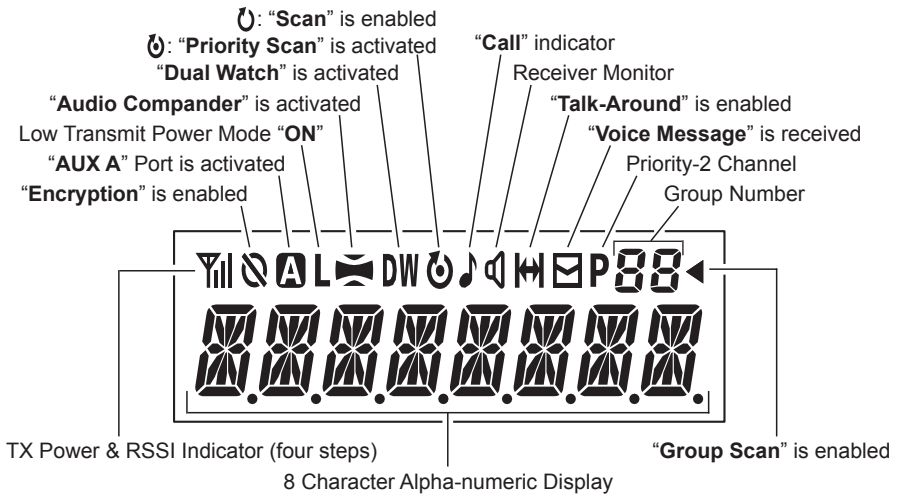 : “Scan” is enabled
: “Priority Scan” is activated
“Call” indicator
“Dual Watch” is activated
Receiver Monitor
“Audio Compander” is activated
“Talk-Around” is enabled
Low Transmit Power Mode “ON”
“Voice Message” is received
“AUX A” Port is activated
Priority-2 Channel
“Encryption” is enabled
Group Number
A L DW P 88
TX Power & RSSI Indicator (four steps)
“Group Scan” is enabled
8 Character Alpha-numeric Display